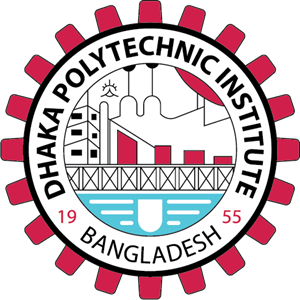 DHAKA POLYTECHNIC INSTITUTE
19 55
BANGLADESH